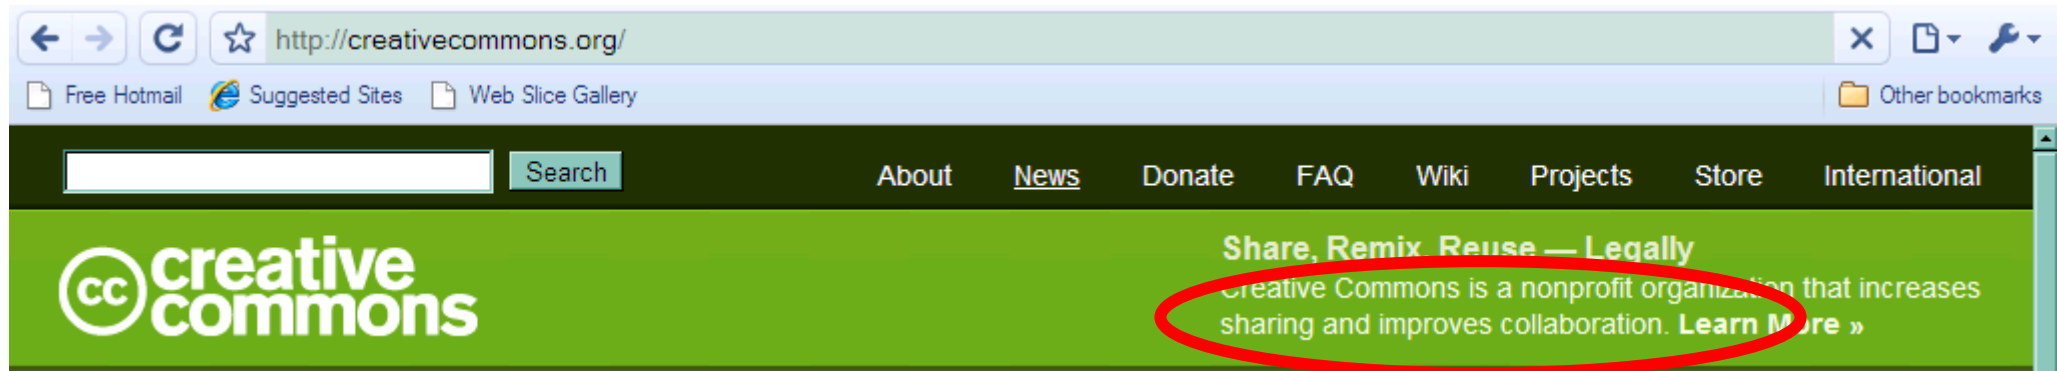 http://creativecommons.org/
Free Hotmail Suggested Sites Web Slice Gallery Other bookmarks
Search About News Donate FAQ Wiki Projects Store International
cc creative commons
Share, Remix, Reuse — Legally
Creative Commons is a nonprofit organization that increases
sharing and improves collaboration. Learn More »